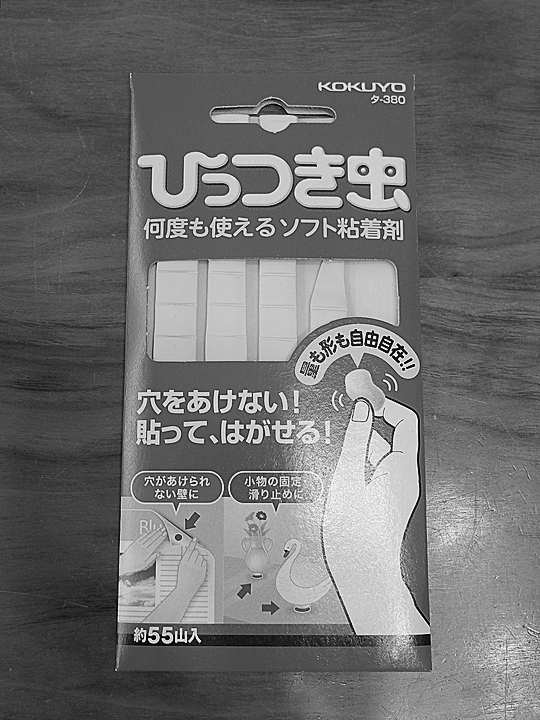 KOKUYO
タ-380
ひっつき虫
何度も使えるソフト粘着剤
量も形も自由自在!!
穴をあけない!
貼って、はがせる!
穴があけられ
ない壁に
小物の固定
滑り止めに
Blu
約55山入